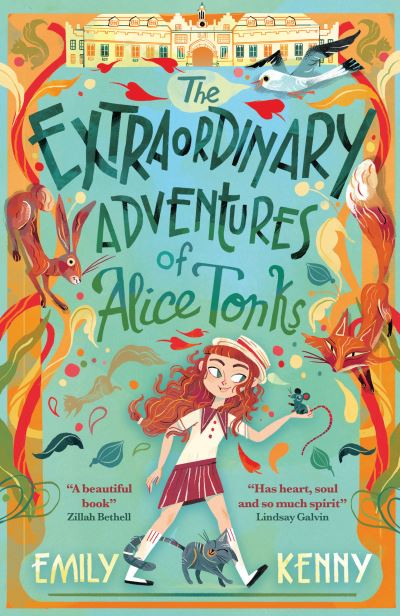 The
EXTRAORDINARY
ADVENTURES
of
Alice Tonks
“A beautiful
book”
Zillah Bethell
“Has heart, soul
and so much spirit”
Lindsay Galvin
EMILY KENNY